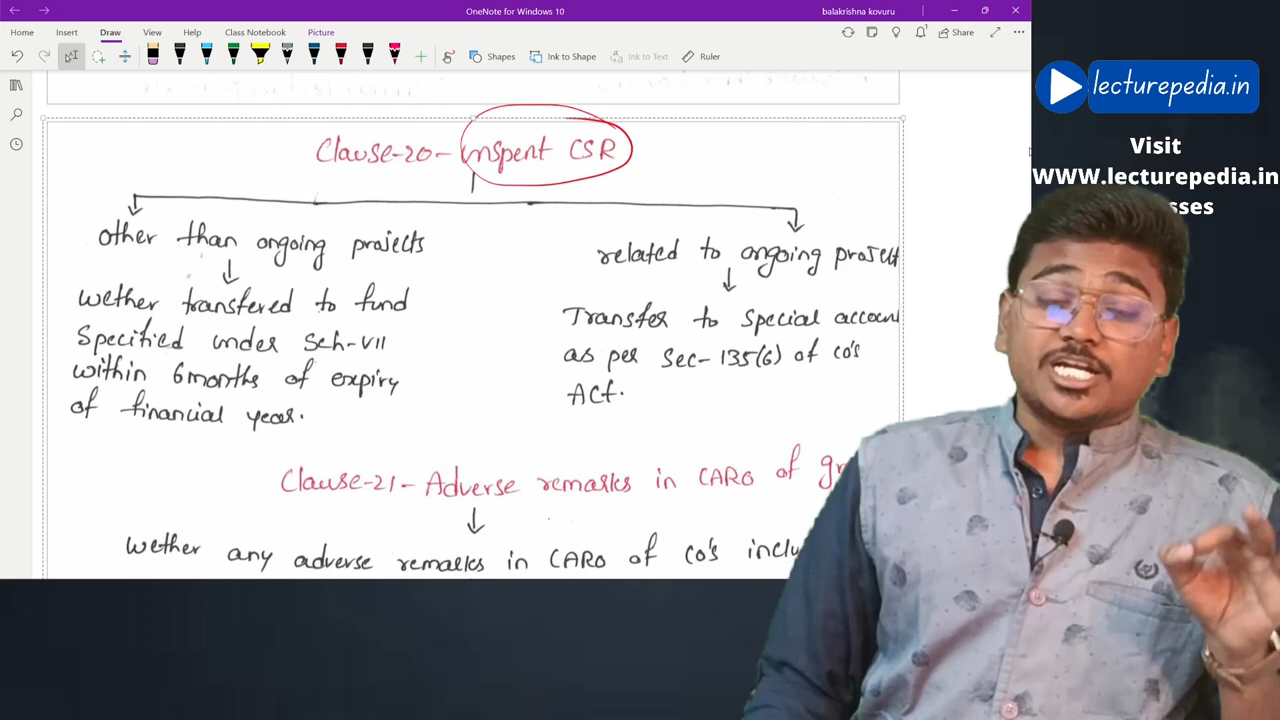 OneNote for Windows 10
balakrishna kovuru
Home
Insert
Draw
View
Help
Class Notebook
Picture
Share
Shapes
Ink to Shape
Ink to Text
Ruler
Clause-20- Unspent CSR
other than ongoing projects
wether transferred to fund
Specified under Sch-VII
within 6months of expiry
of financial year.
related to ongoing project
Transfer to special account
as per Sec-135(6) of co's
Act.
Clause-21- Adverse remarks in CARO of gr
wether any adverse remarks in CARO of co's inclu
lecturepedia.in
Visit
www.lecturepedia.in
sses